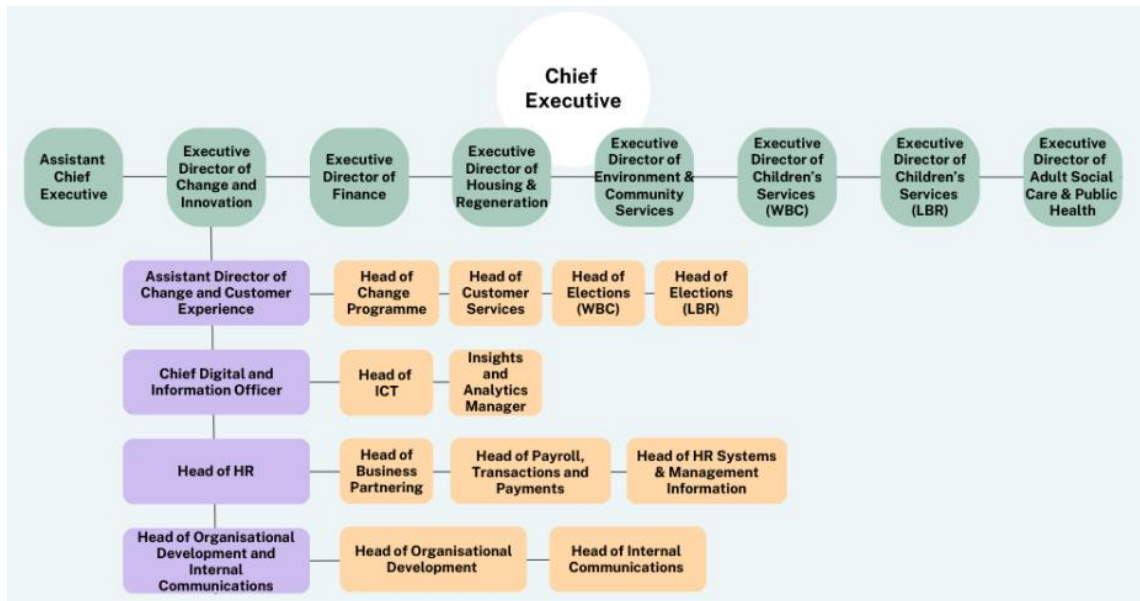 Chief
Executive
Assistant
Chief
Executive
Executive
Director of
Change and
Innovation
Executive
Director of
Finance
Executive
Director of
Housing &
Regeneration
Executive
Director of
Environment &
Community
Services
Executive
Director of
Children's
Services
(WBC)
Executive
Director of
Children's
Services
(LBR)
Executive
Director of
Adult Social
Care & Public
Health
Assistant Director of
Change and Customer
Experience
Head of
Change
Programme
Head of
Customer
Services
Head of
Elections
(WBC)
Head of
Elections
(LBR)
Chief Digital and
Information Officer
Head of
ICT
Insights
and
Analytics
Manager
Head of HR
Head of
Business
Partnering
Head of Payroll,
Transactions and
Payments
Head of HR Systems
& Management
Information
Head of Organisational
Development and
Internal
Communications
Head of Organisational
Development
Head of Internal
Communications